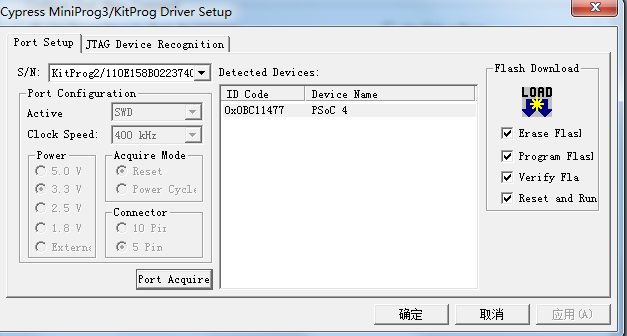 Cypress MiniProg3/KitProg Driver Setup
Port Setup
JTAG Device Recognition
S/N: KitProg2/110E158B022374(
Port Configuration
Active SWD
Clock Speed: 400 kHz
Power
5.0 V
3.3 V
2.5 V
1.8 V
Externa
Acquire Mode
Reset
Power Cycle
Connector
10 Pin
5 Pin
Port Acquire
Detected Devices:
ID Code Device Name
0x0BC11477 PSoC 4
Flash Download
LOAD
Erase Flasl
Program Flasl
Verify Fla
Reset and Run
确定
取消
应用(A)